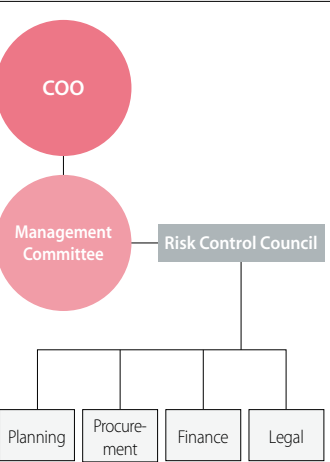 COO
Management
Committee
Risk Control Council
Planning
Procure-
ment
Finance
Legal